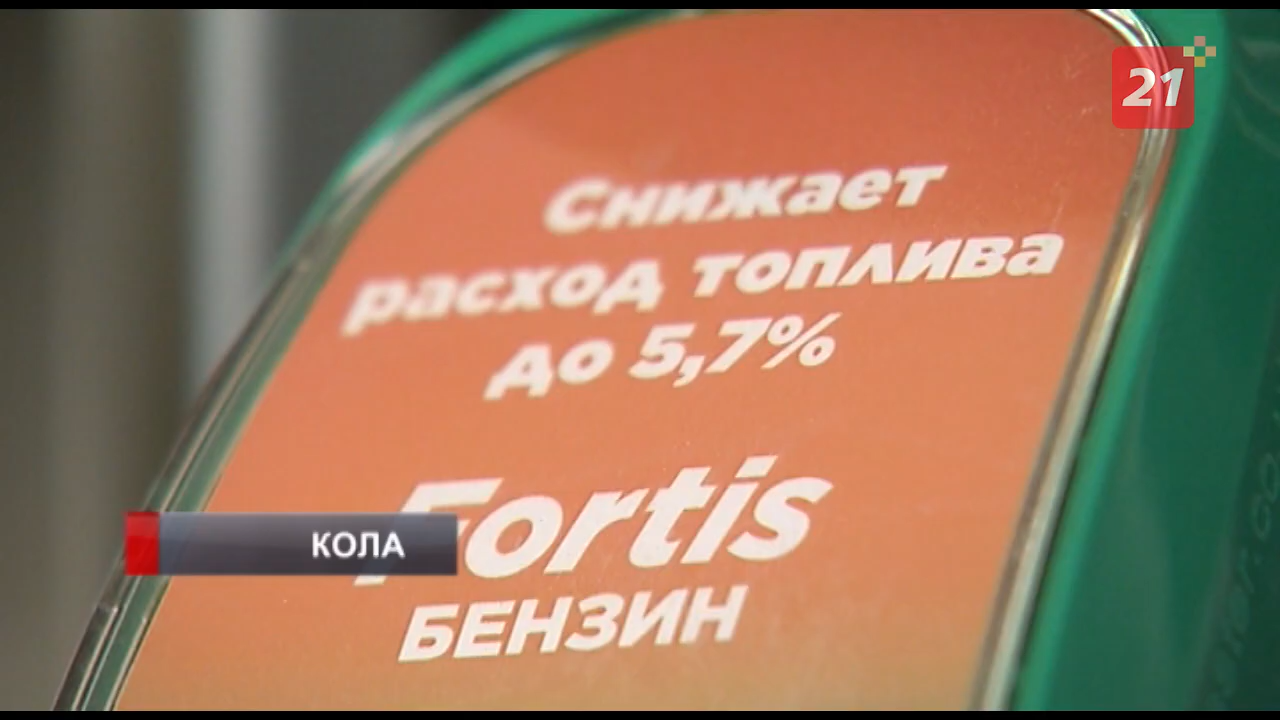 21
Снижает
расход топлива
до 5,7%
Fortis
БЕНЗИН
КОЛА